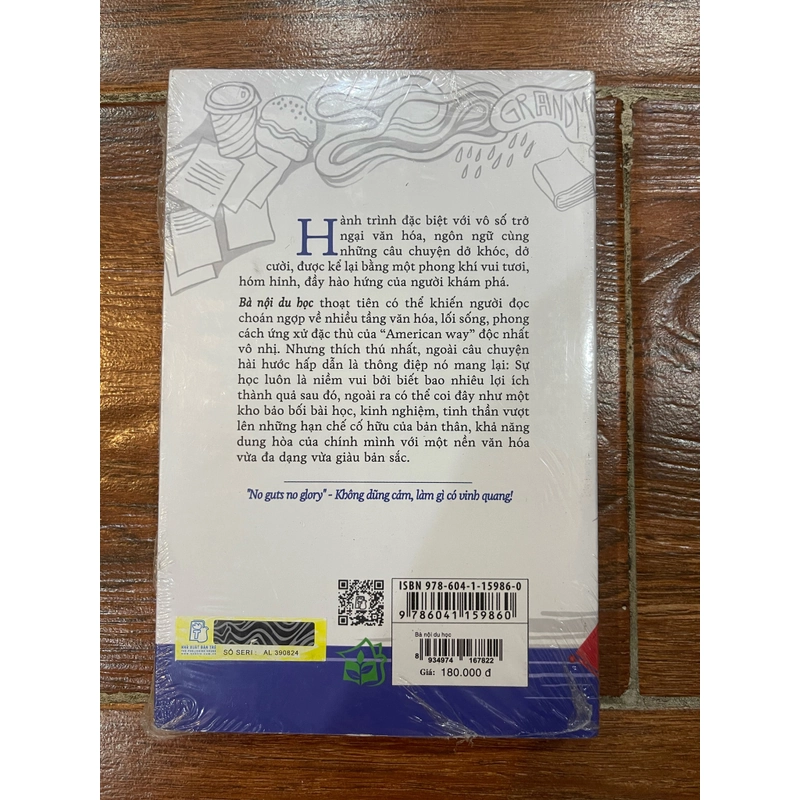 GRANDM
Hành trình đặc biệt với vô số trở
ngại văn hóa, ngôn ngữ cùng
những câu chuyện dở khóc, dở
cười, được kể lại bằng một phong khí vui tươi,
hóm hỉnh, đầy hào hứng của người khám phá.
Bà nội du học thoạt tiên có thể khiến người đọc
choán ngợp về nhiều tầng văn hóa, lối sống, phong
cách ứng xử đặc thù của “American way” độc nhất
vô nhị. Nhưng thích thú nhất, ngoài câu chuyện
hài hước hấp dẫn là thông điệp nó mang lại: Sự
học luôn là niềm vui bởi biết bao nhiêu lợi ích
thành quả sau đó, ngoài ra có thể coi đây như một
kho bảo bối bài học, kinh nghiệm, tinh thần vượt
lên những hạn chế cố hữu của bản thân, khả năng
dung hòa của chính mình với một nền văn hóa
vừa đa dạng vừa giàu bản sắc.
"No guts no glory" - Không dũng cảm, làm gì có vinh quang!
ISBN 978-604-1-15986-0
9 786041 159860
Bà nội du học
8 934974 167822
Giá: 180.000 đ
NHÀ XUẤT BẢN TRẺ
SỐ SERI : AL 390824